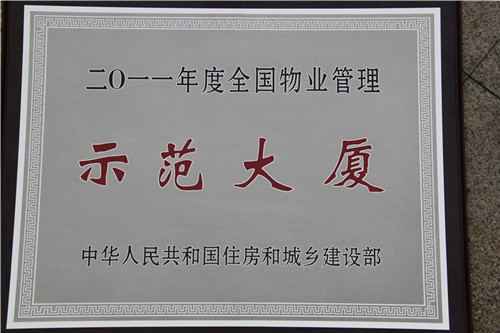 二〇一一年度全国物业管理
示范大厦
中华人民共和国住房和城乡建设部